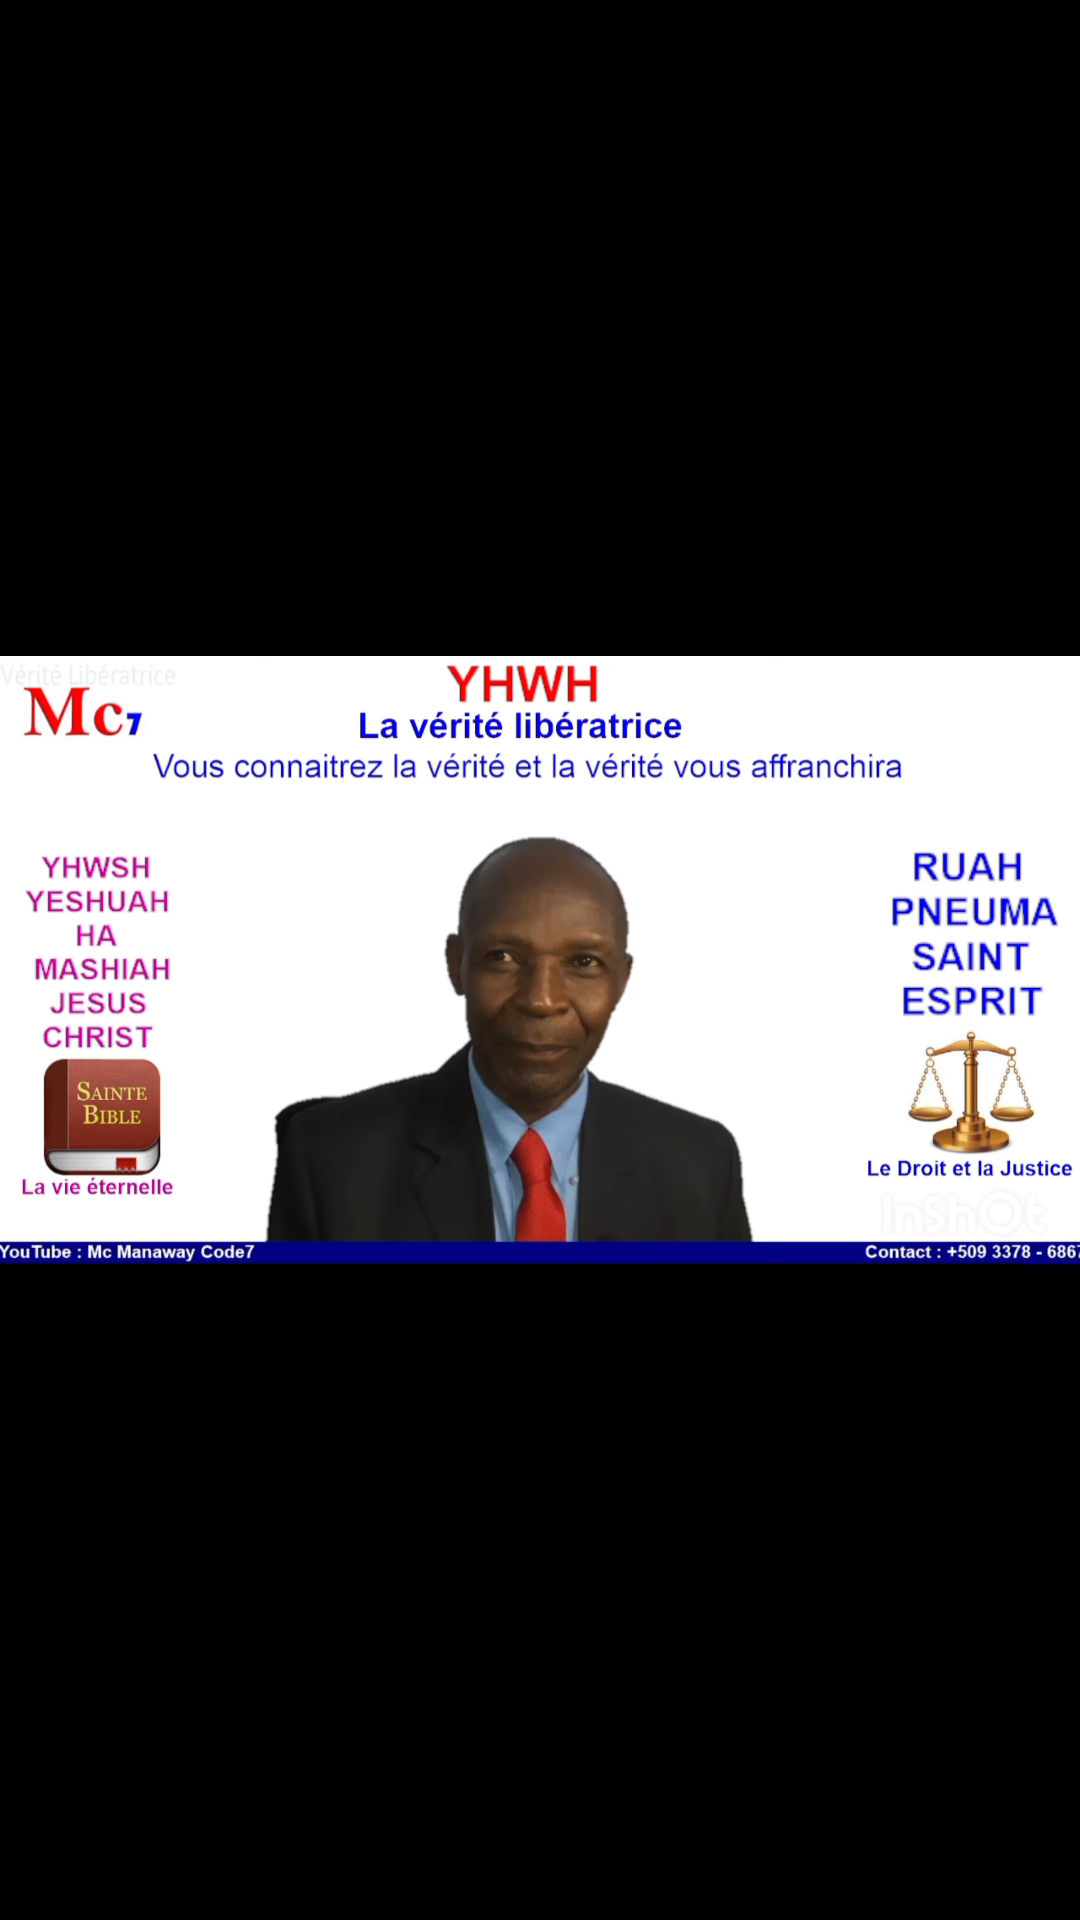 Vérité Libératrice
Mc7
YHWH
La vérité libératrice
Vous connaitrez la vérité et la vérité vous affranchira
YHWSH
YESHUAH
HA
MASHIAH
JESUS
CHRIST
SAINTE
BIBLE
La vie éternelle
RUAH
PNEUMA
SAINT
ESPRIT
Le Droit et la Justice
InShOt
YouTube : Mc Manaway Code7
Contact : +509 3378 - 6867